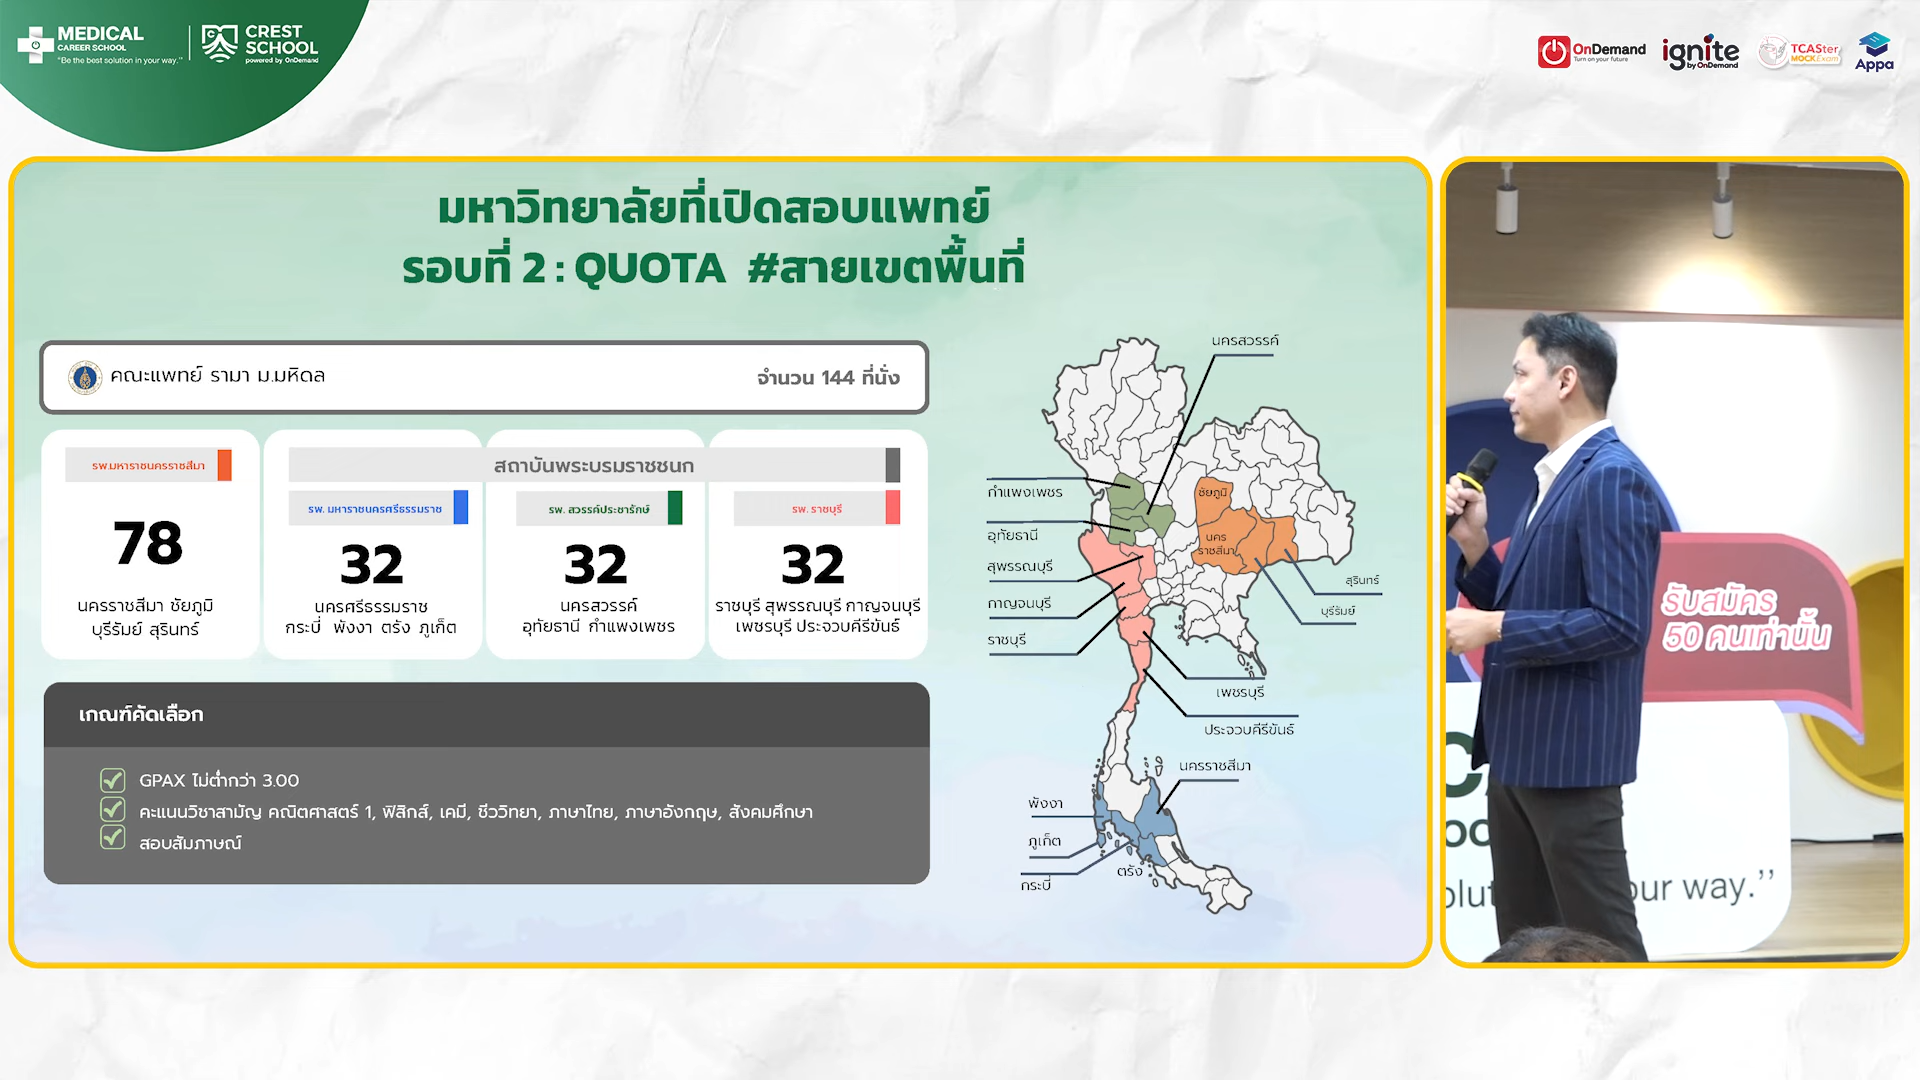 MEDICAL
CAREER SCHOOL
"Be the best solution in your way."
CREST
SCHOOL
powered by OnDemand
OnDemand
Turn on your future
ignite
by OnDemand
TCASter
MOCK Exam
Appa
มหาวิทยาลัยที่เปิดสอบแพทย์
รอบที่ 2 : QUOTA #สายเขตพื้นที่
คณะแพทย์ รามา ม.มหิดล
จำนวน 144 ที่นั่ง
รพ.มหาราชนครราชสีมา
78
นครราชสีมา ชัยภูมิ
บุรีรัมย์ สุรินทร์
สถาบันพระบรมราชชนก
รพ. มหาราชนครศรีธรรมราช
32
นครศรีธรรมราช
กระบี่ พังงา ตรัง ภูเก็ต
รพ. สวรรค์ประชารักษ์
32
นครสวรรค์
อุทัยธานี กำแพงเพชร
รพ. ราชบุรี
32
ราชบุรี สุพรรณบุรี กาญจนบุรี
เพชรบุรี ประจวบคีรีขันธ์
เกณฑ์คัดเลือก
GPAX ไม่ต่ำกว่า 3.00
คะแนนวิชาสามัญ คณิตศาสตร์ 1, ฟิสิกส์, เคมี, ชีววิทยา, ภาษาไทย, ภาษาอังกฤษ, สังคมศึกษา
สอบสัมภาษณ์
นครสวรรค์
กำแพงเพชร
ชัยภูมิ
อุทัยธานี
นคร
ราชสีมา
สุพรรณบุรี
สุรินทร์
กาญจนบุรี
บุรีรัมย์
ราชบุรี
เพชรบุรี
ประจวบคีรีขันธ์
นครราชสีมา
พังงา
ภูเก็ต
ตรัง
กระบี่
รับสมัคร
50 คนเท่านั้น
our way.”